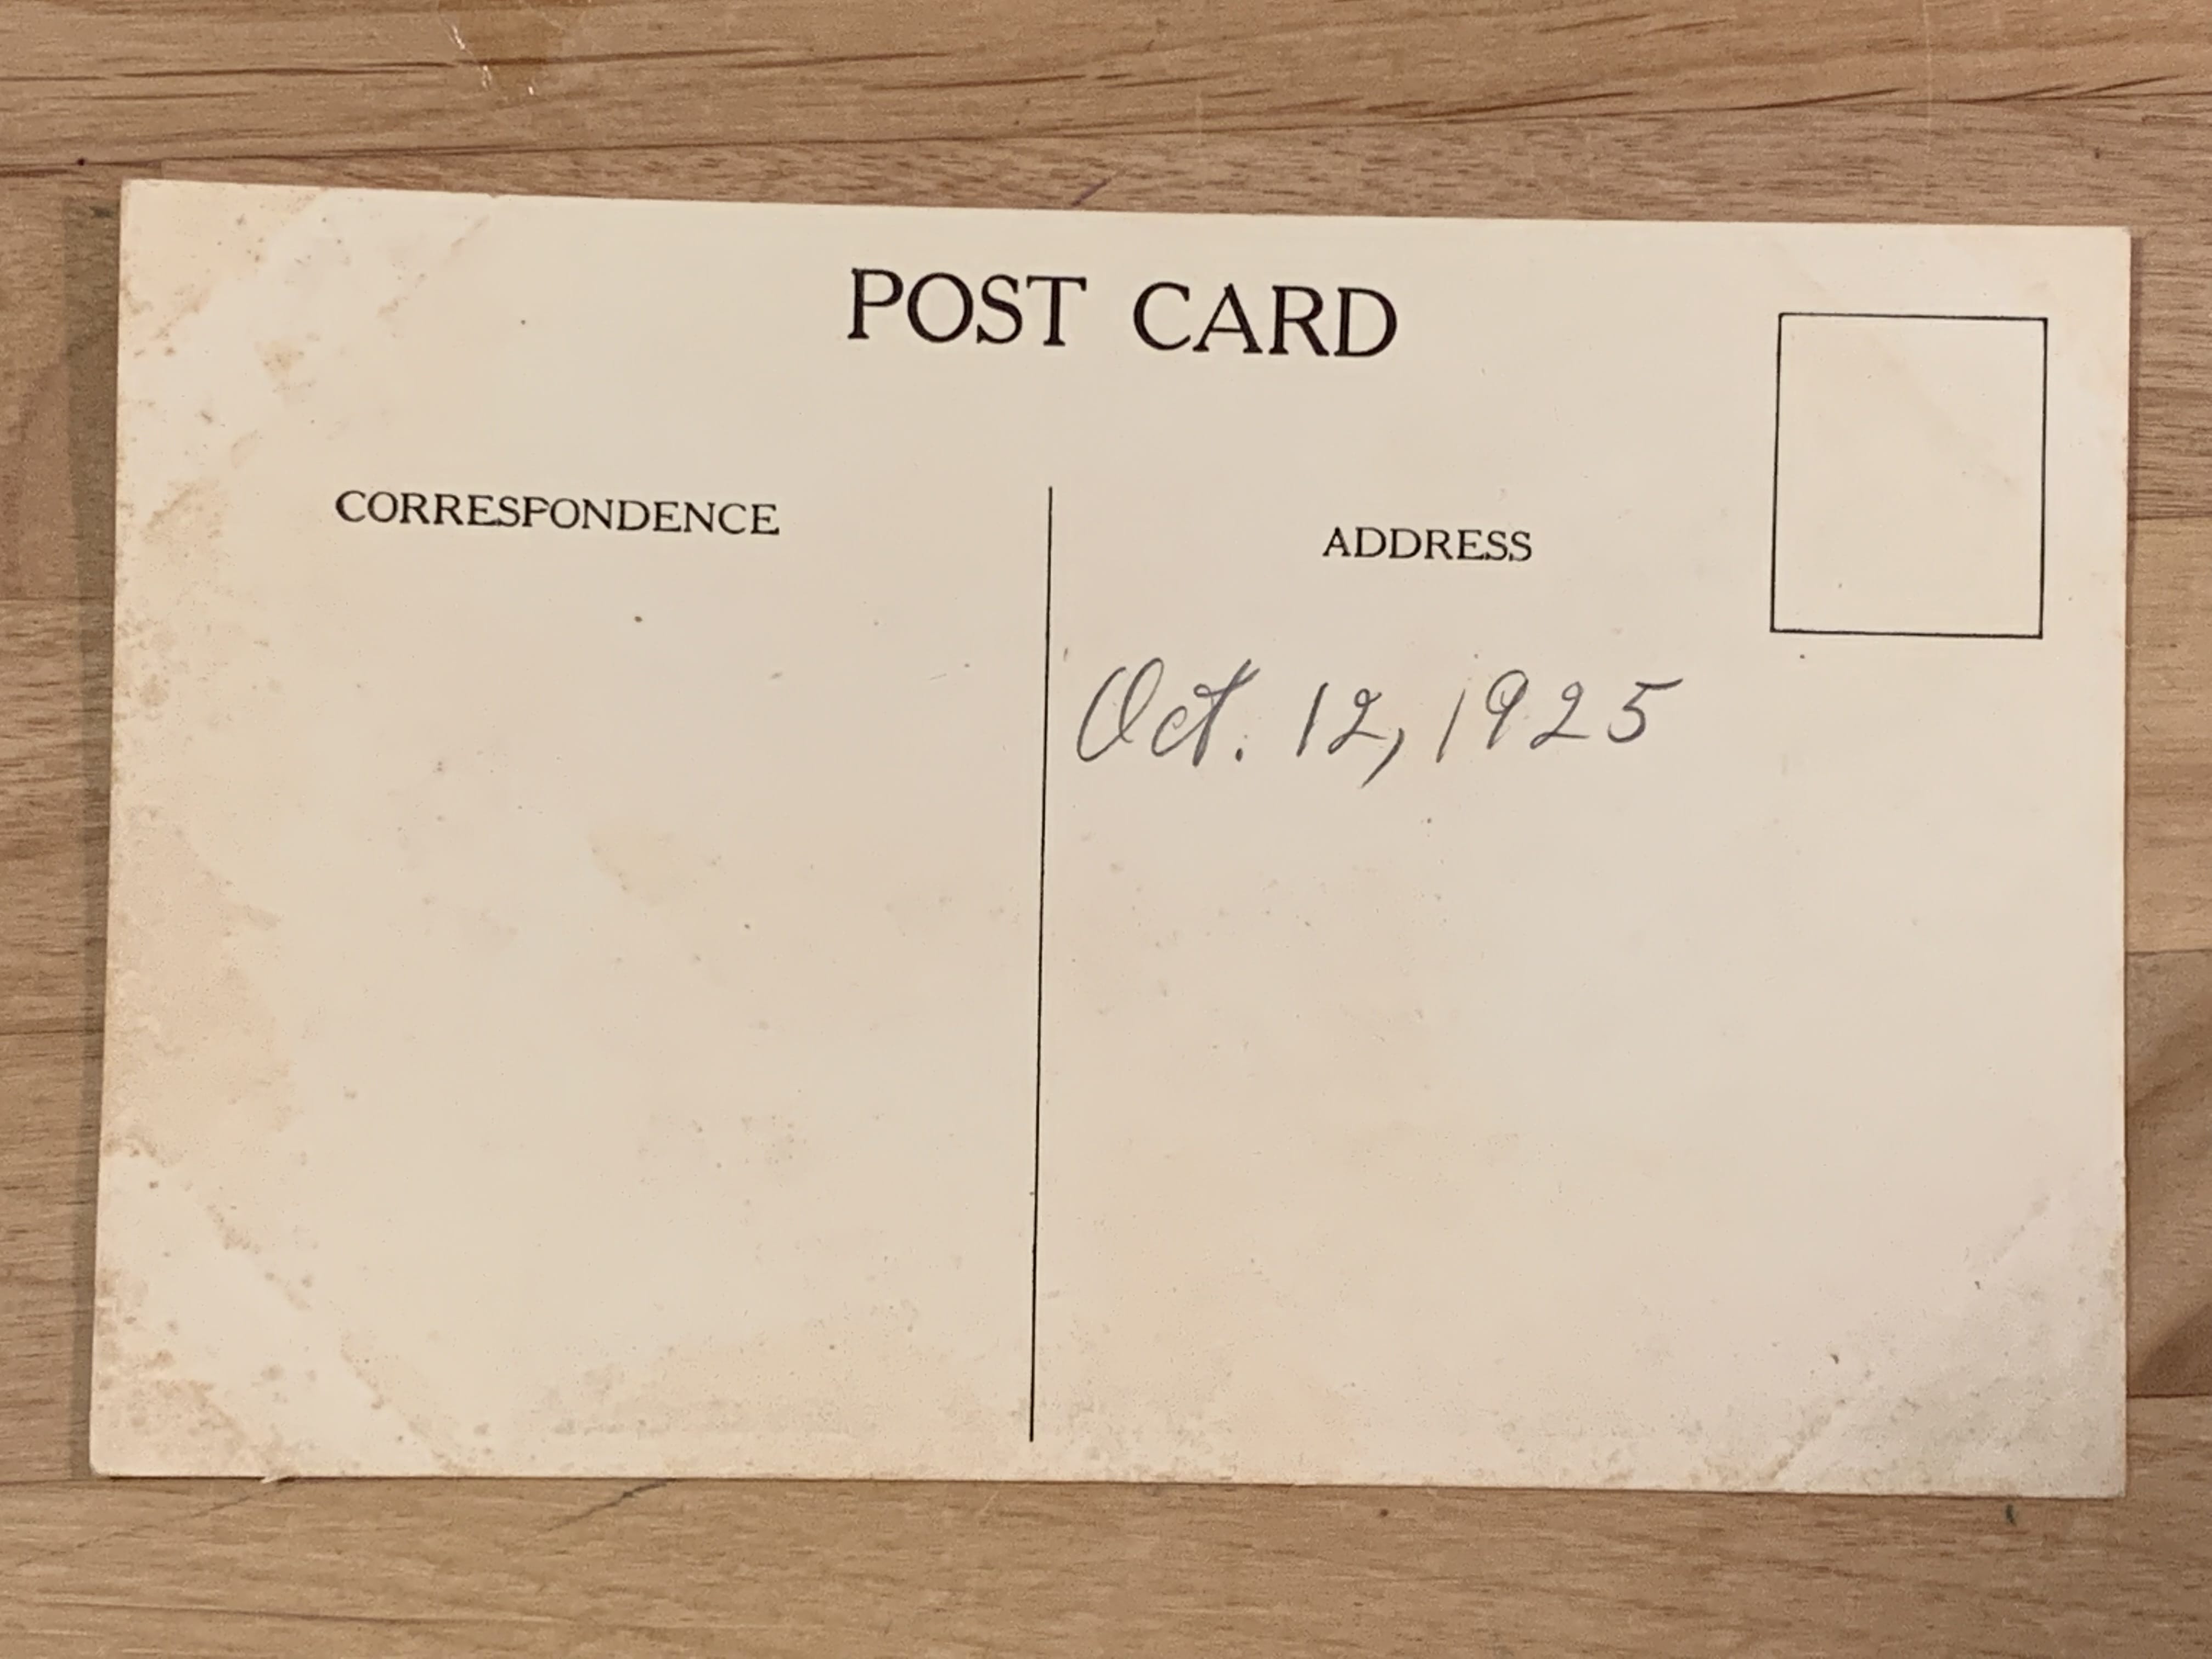 POST CARD
CORRESPONDENCE
ADDRESS
Oct. 12, 1925